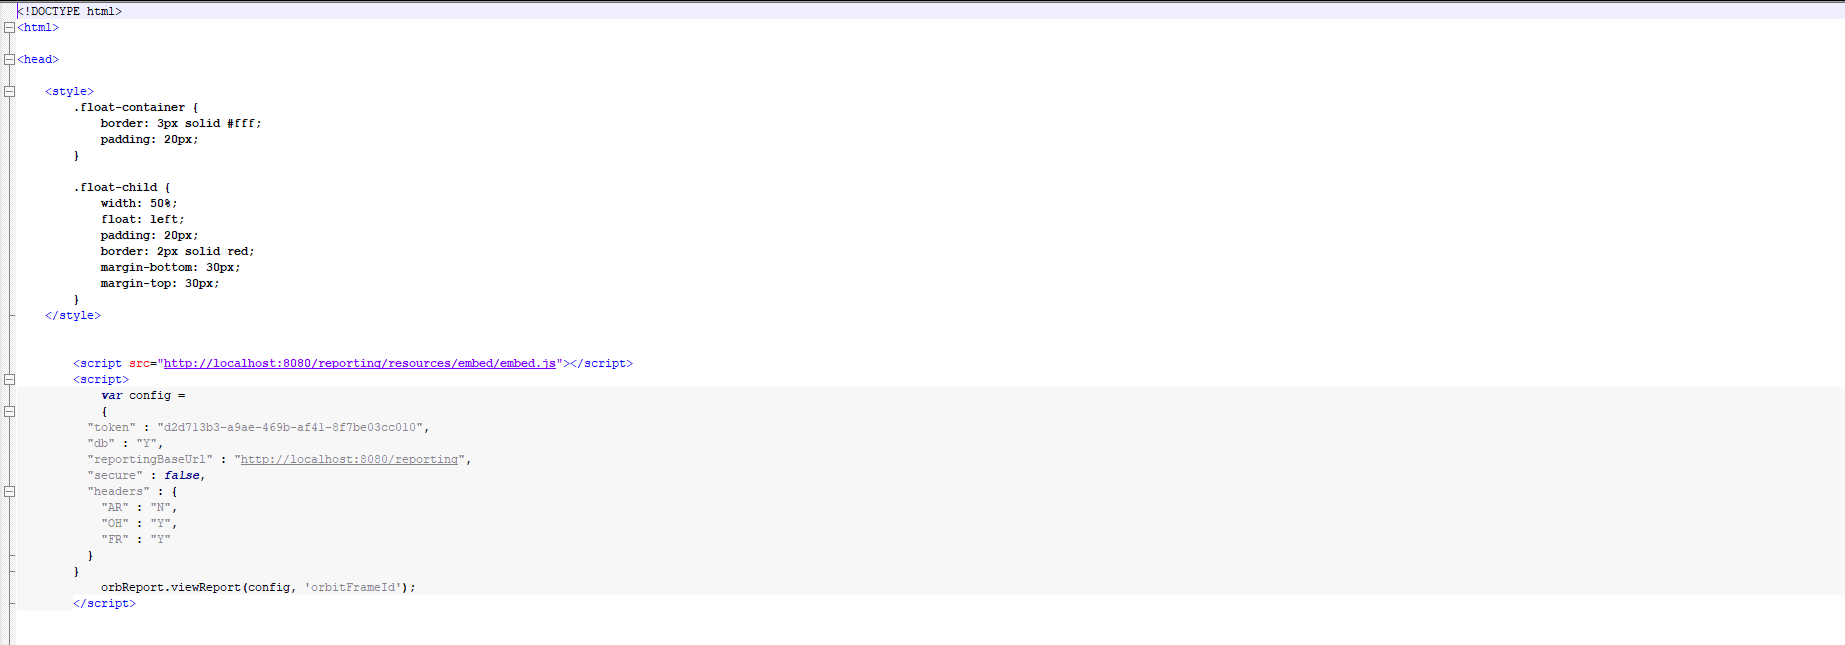 <!DOCTYPE html>
<html>
<head>
<style>
.float-container {
border: 3px solid #fff;
padding: 20px;
}
.float-child {
width: 50%;
float: left;
padding: 20px;
border: 2px solid red;
margin-bottom: 30px;
margin-top: 30px;
}
</style>
<script src="http://localhost:8080/reporting/resources/embed/embed.js"></script>
<script>
var config =
{
"token" : "d2d713b3-a9ae-469b-af41-8f7be03cc010",
"db" : "Y",
"reportingBaseUrl" : "http://localhost:8080/reporting",
"secure" : false,
"headers" : {
"AR" : "N",
"OH" : "Y",
"FR" : "Y"
}
}
orbReport.viewReport(config, 'orbitFrameId');
</script>